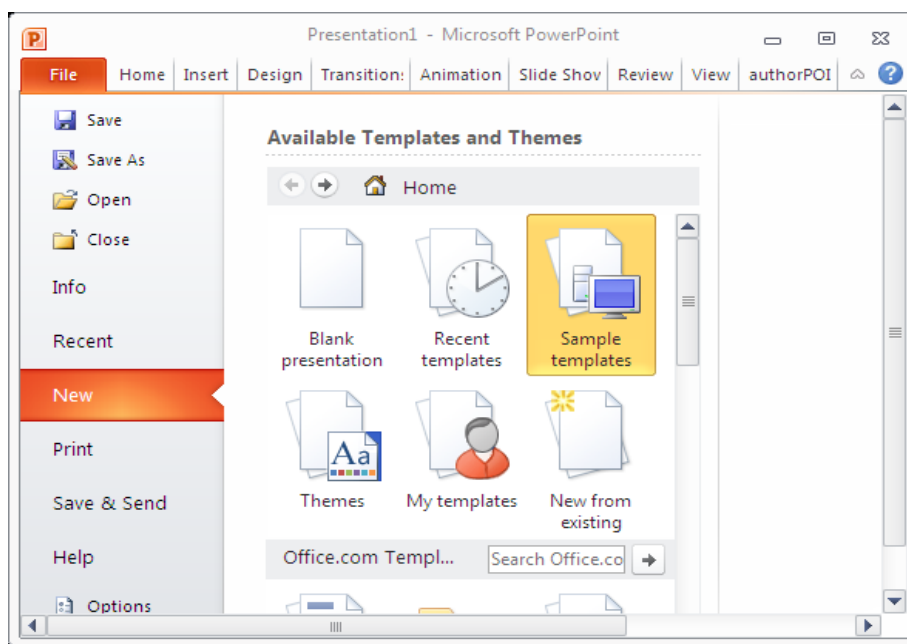 Presentation1 - Microsoft PowerPoint
File Home Insert Design Transition: Animation Slide Shov Review View authorPOI
Save
Save As
Open
Close
Info
Recent
New
Print
Save & Send
Help
Options
Available Templates and Themes
Home
Blank presentation
Recent templates
Sample templates
Themes
My templates
New from existing
Office.com Templ... Search Office.co
Aa